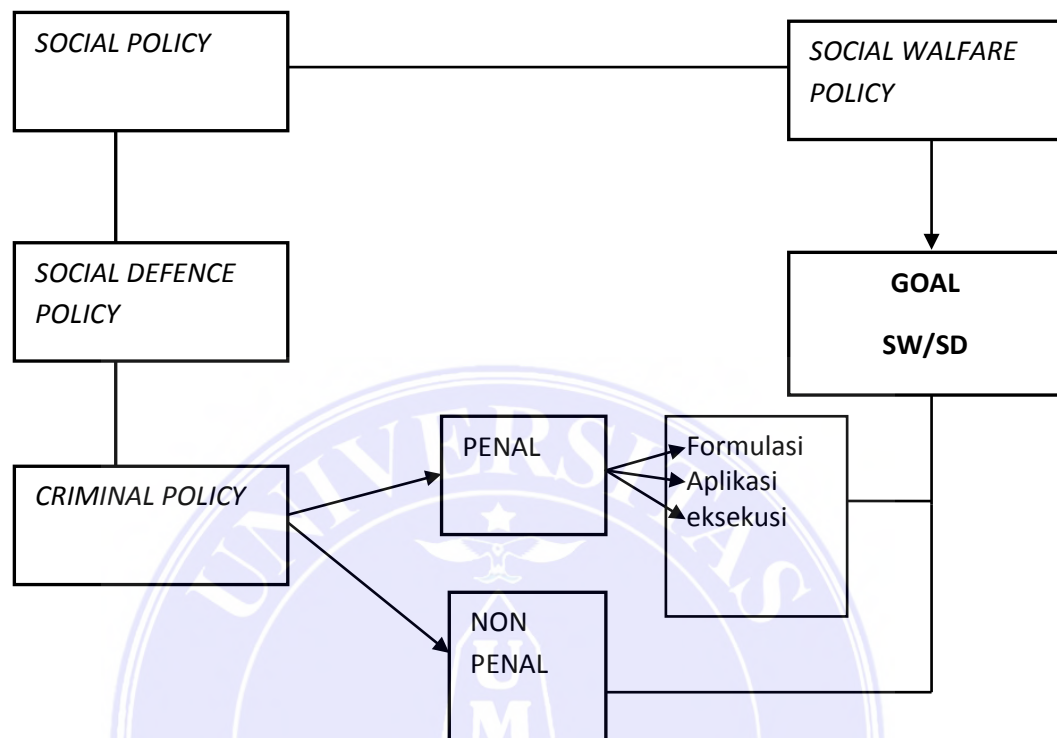 SOCIAL POLICY
SOCIAL WALFARE
POLICY
SOCIAL DEFENCE
POLICY
GOAL
SW/SD
CRIMINAL POLICY
PENAL
Formulasi
Aplikasi
eksekusi
NON
PENAL
UNIVERSITAS
U
M